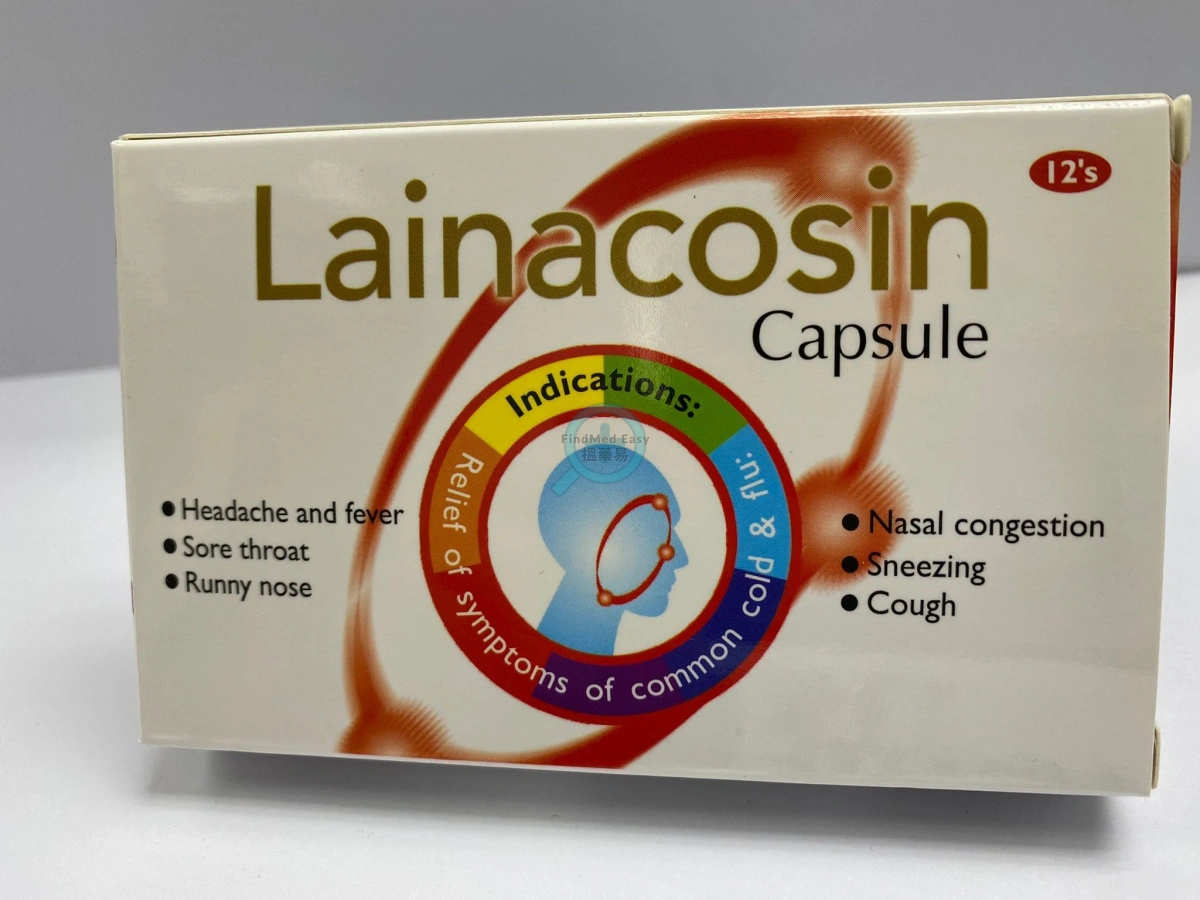 12's
Lainacosin
Capsule
Indications:
Relief of symptoms of common cold & flu:
FindMed Easy
搵藥易
Headache and fever
Sore throat
Runny nose
Nasal congestion
Sneezing
Cough